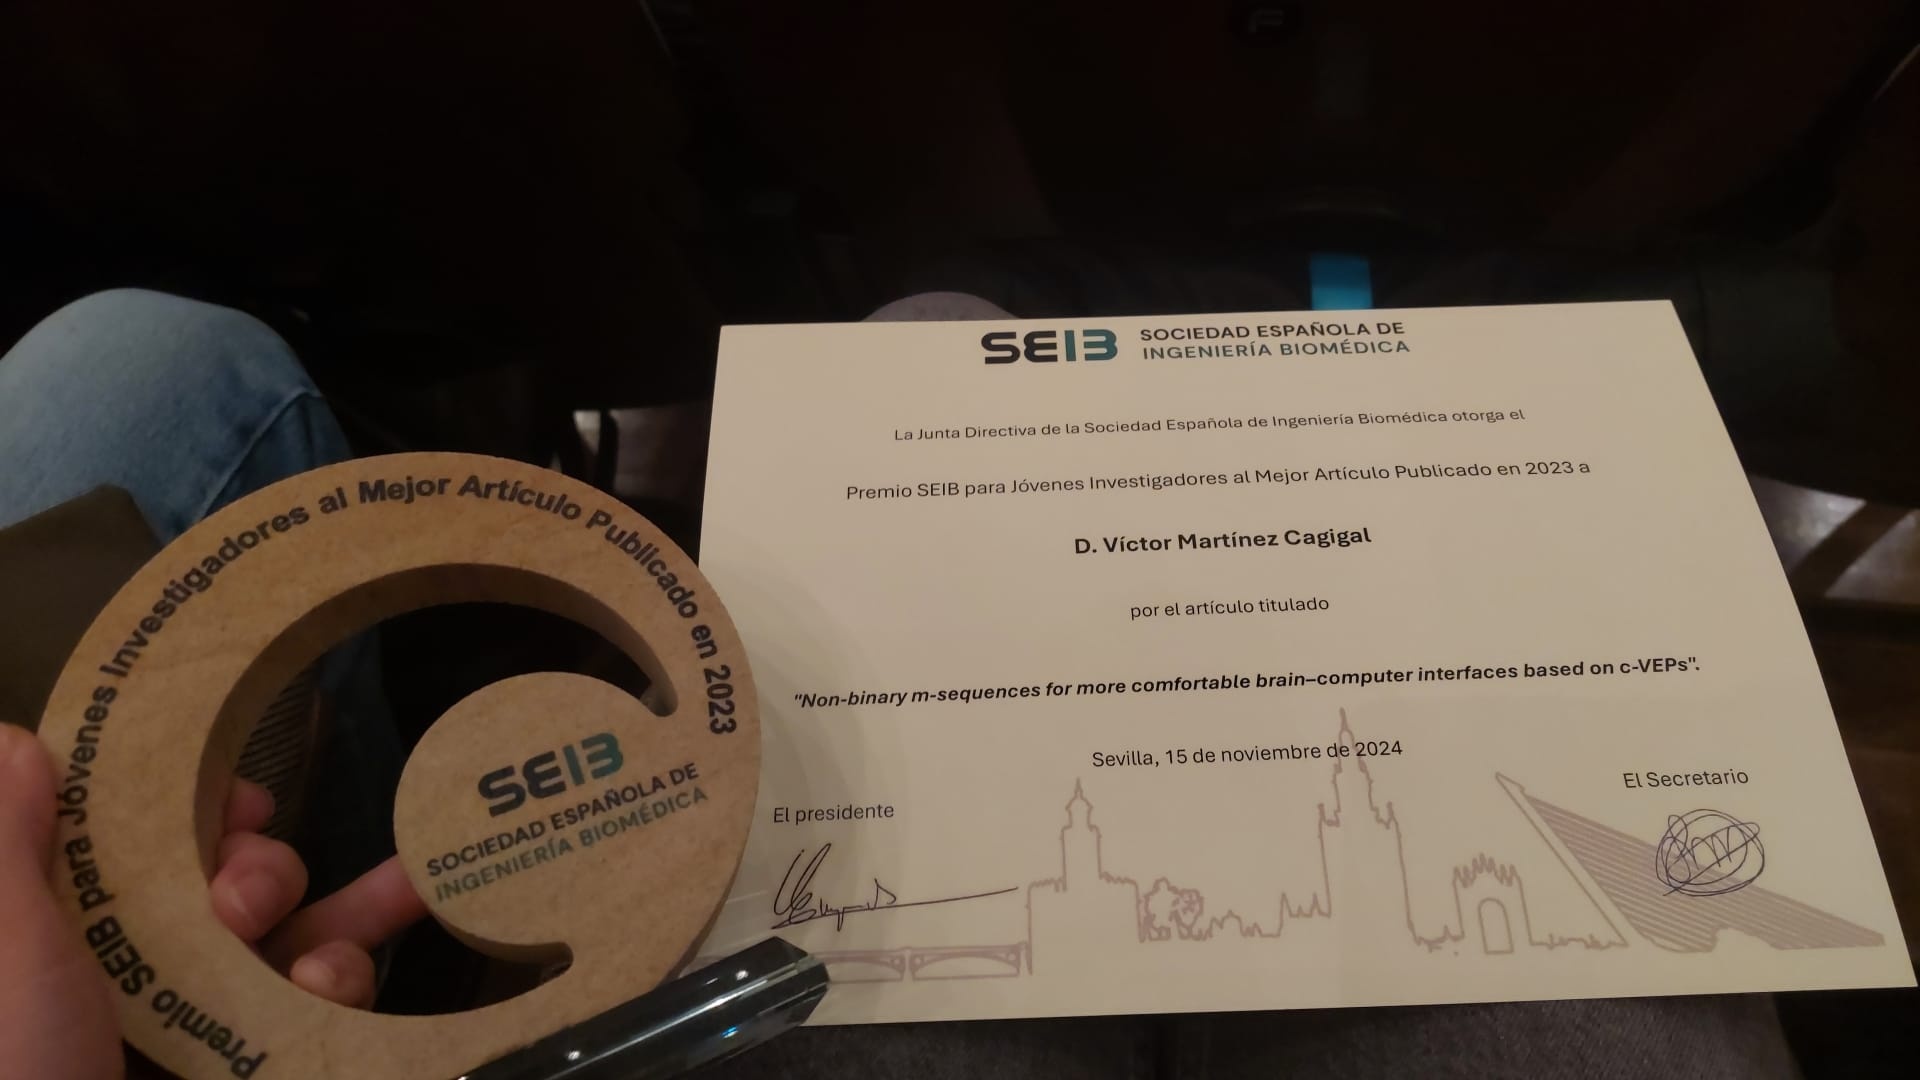 Premio SEIB para Jóvenes Investigadores al Mejor Artículo Publicado en 2023
SEIB
SOCIEDAD ESPAÑOLA DE
INGENIERÍA BIOMÉDICA
SEIB
SOCIEDAD ESPAÑOLA DE
INGENIERÍA BIOMÉDICA
La Junta Directiva de la Sociedad Española de Ingeniería Biomédica otorga el
Premio SEIB para Jóvenes Investigadores al Mejor Artículo Publicado en 2023 a
D. Víctor Martínez Cagigal
por el artículo titulado
"Non-binary m-sequences for more comfortable brain–computer interfaces based on c-VEPs".
Sevilla, 15 de noviembre de 2024
El presidente
El Secretario